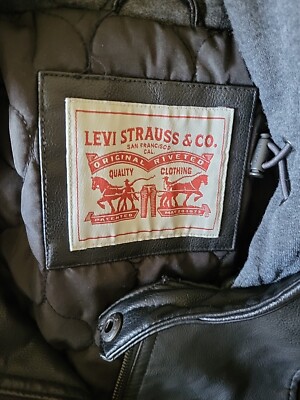 LEVI STRAUSS & CO.
SAN FRANCISCO
CAL
ORIGINAL RIVETED
QUALITY CLOTHING